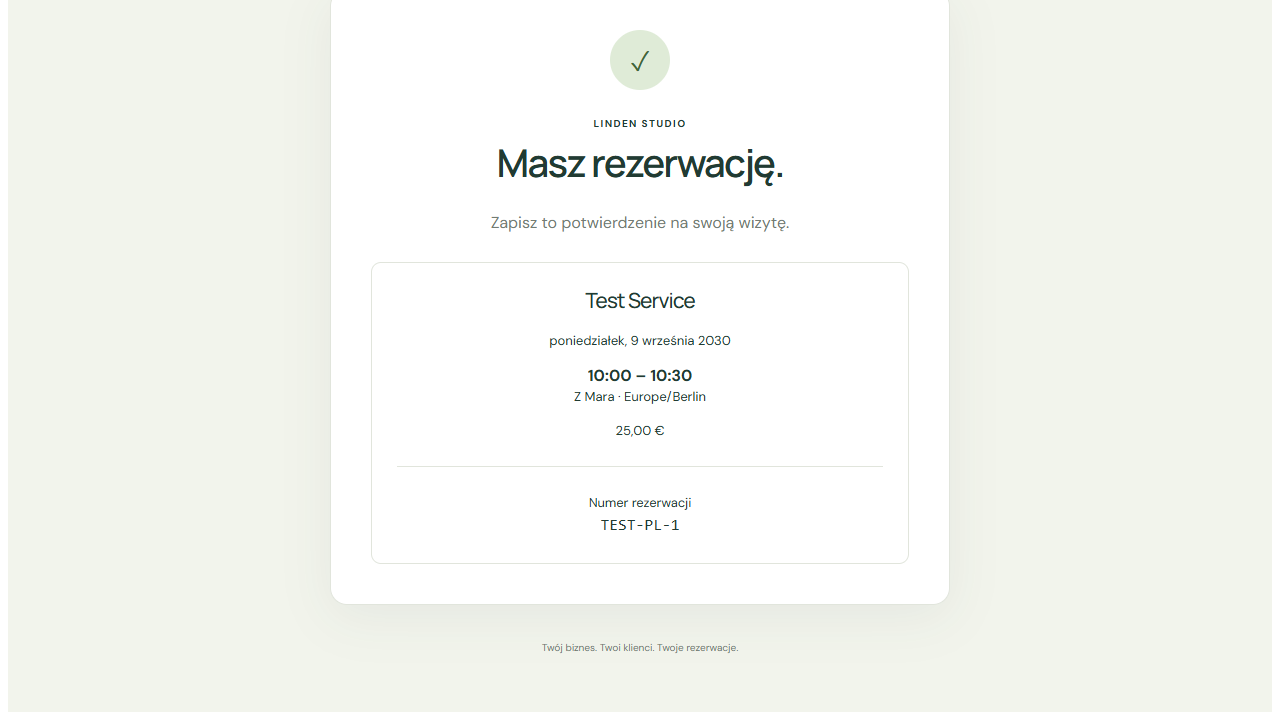 ✓
LINDEN STUDIO
Masz rezerwację.
Zapisz to potwierdzenie na swoją wizytę.
Test Service
poniedziałek, 9 września 2030
10:00 – 10:30
Z Mara · Europe/Berlin
25,00 €
Numer rezerwacji
TEST-PL-1
Twój biznes. Twoi klienci. Twoje rezerwacje.